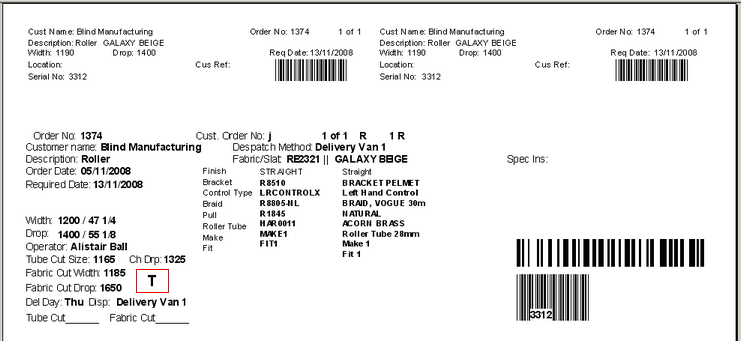 Cust Name: Blind Manufacturing Order No: 1374 1 of 1
Description: Roller GALAXY BEIGE
Width: 1190 Drop: 1400 Req Date: 13/11/2008
Location: Cus Ref:
Serial No: 3312
Cust Name: Blind Manufacturing Order No: 1374 1 of 1
Description: Roller GALAXY BEIGE
Width: 1190 Drop: 1400 Req Date: 13/11/2008
Location: Cus Ref:
Serial No: 3312
Order No: 1374 Cust. Order No: j 1 of 1 R 1 R
Customer name: Blind Manufacturing Despatch Method: Delivery Van 1
Description: Roller Fabric/Slat: RE2321 || GALAXY BEIGE Spec Ins:
Order Date: 05/11/2008
Required Date: 13/11/2008
Finish STRAIGHT Straight
Bracket R8510 BRACKET PELMET
Control Type LRCONTROLX Left Hand Control
Braid R8805-NL BRAID, VOGUE 30m
Pull R1845 NATURAL
Roller Tube HAR0011 ACORN BRASS
Make MAKE1 Roller Tube 28mm
Fit FIT1 Make 1
Fit 1
Width: 1200 / 47 1/4
Drop: 1400 / 55 1/8
Operator: Alistair Ball
Tube Cut Size: 1165 Ch Drp: 1325
Fabric Cut Width: 1185
T
Fabric Cut Drop: 1650
Del Day: Thu Disp: Delivery Van 1
Tube Cut______ Fabric Cut______
3312